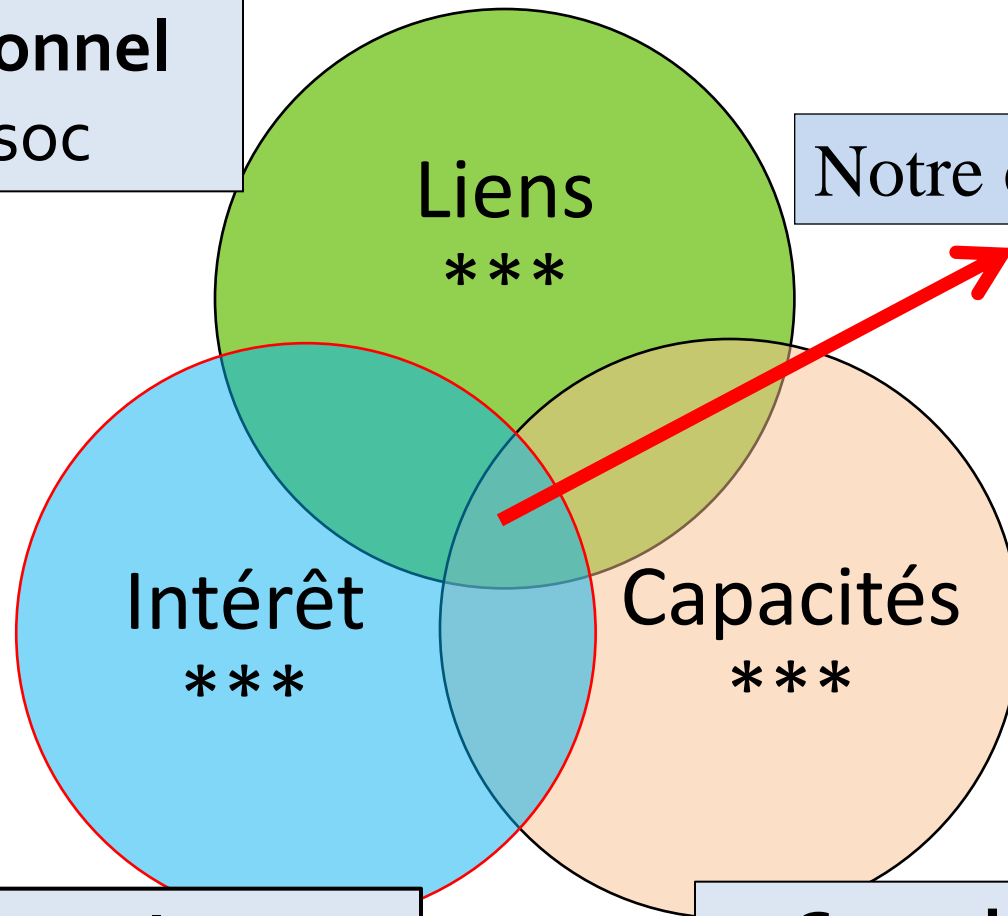 onnel
soc
Notre
Liens
***
Intérêt
***
Capacités
***